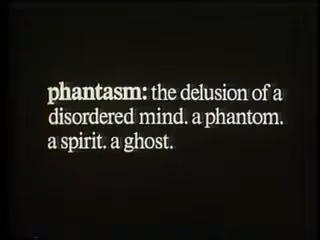 phantasm: the delusion of a
disordered mind. a phantom.
a spirit. a ghost.